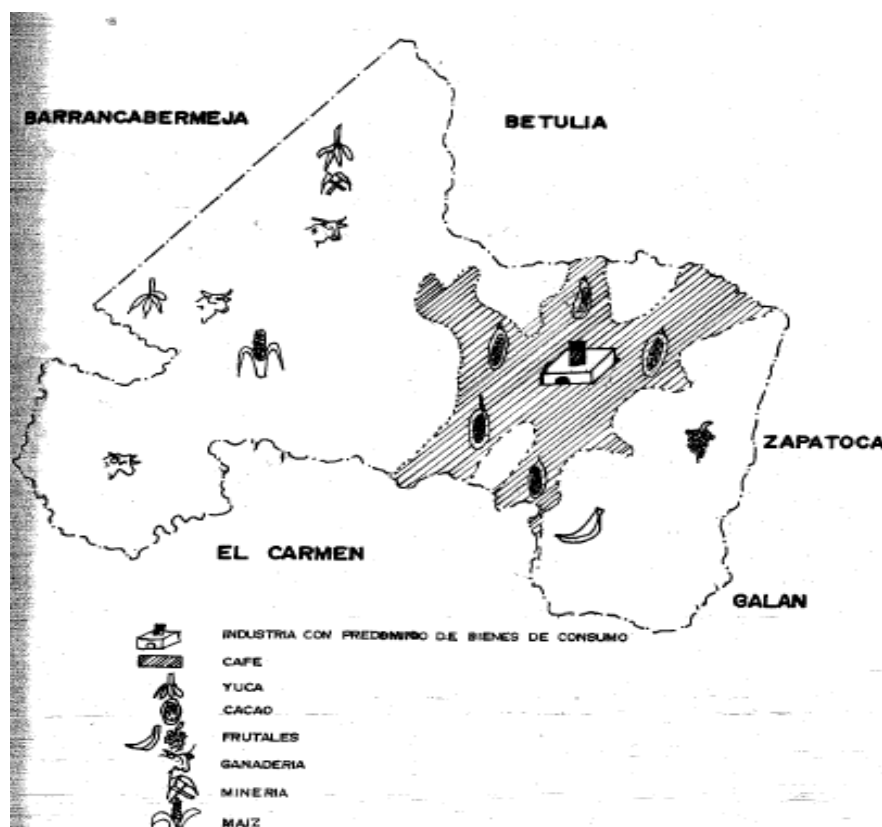 BARRANCABERMEJA
BETULIA
ZAPATOCA
EL CARMEN
GALAN
INDUSTRIA CON PREDOMINIO DE BIENES DE CONSUMO
CAFE
YUCA
CACAO
FRUTALES
GANADERIA
MINERIA
MAIZ